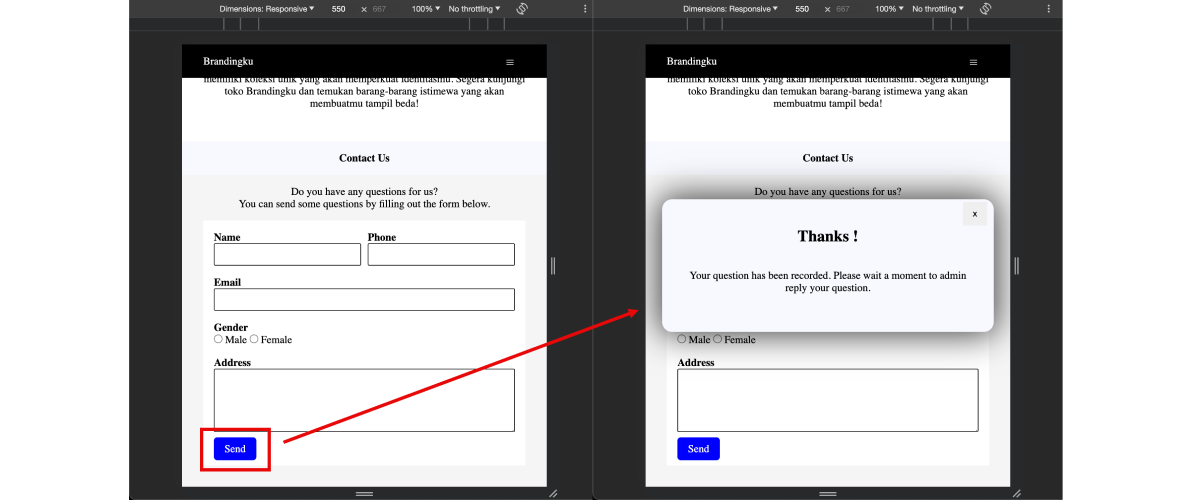 Dimensions: Responsive ▼ 550 × 667 100% ▼ No throttling ▼
Brandingku
memiliki koleksi unik yang akan memperkuat identitasmu. Segera kunjungi
toko Brandingku dan temukan barang-barang istimewa yang akan
membuatmu tampil beda!
Contact Us
Do you have any questions for us?
You can send some questions by filling out the form below.
Name Phone
Email
Gender
Male Female
Address
Send
Dimensions: Responsive ▼ 550 × 667 100% ▼ No throttling ▼
Brandingku
memiliki koleksi unik yang akan memperkuat identitasmu. Segera kunjungi
toko Brandingku dan temukan barang-barang istimewa yang akan
membuatmu tampil beda!
Contact Us
Do you have any questions for us?
x
Thanks !
Your question has been recorded. Please wait a moment to admin
reply your question.
Male Female
Address
Send